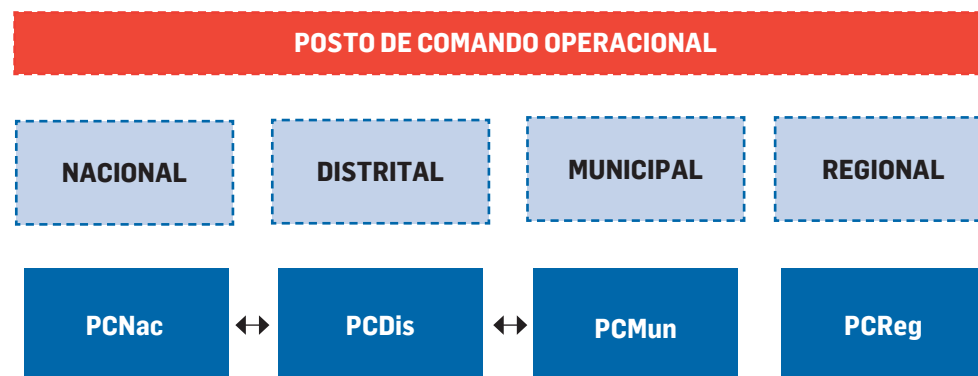 POSTO DE COMANDO OPERACIONAL
NACIONAL
DISTRITAL
MUNICIPAL
REGIONAL
PCNac
PCDis
PCMun
PCReg